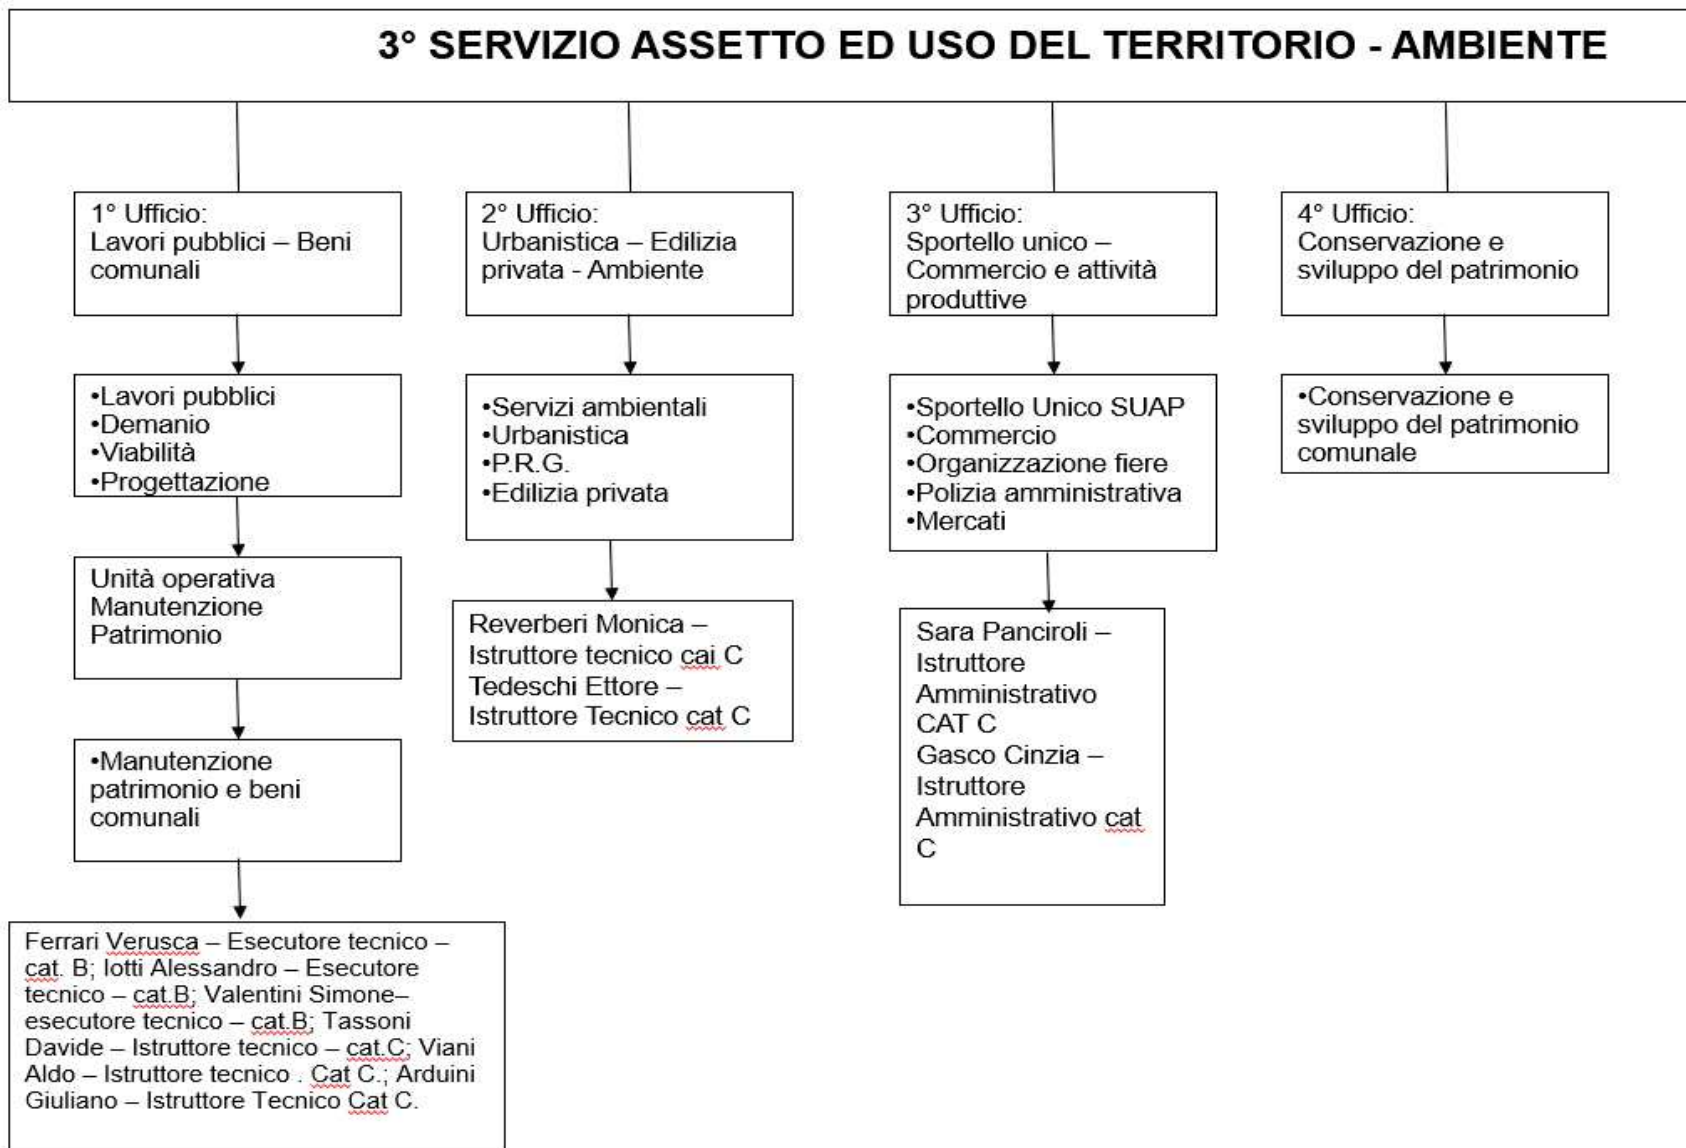 3° SERVIZIO ASSETTO ED USO DEL TERRITORIO - AMBIENTE
1° Ufficio:
Lavori pubblici – Beni
comunali
•Lavori pubblici
•Demanio
•Viabilità
•Progettazione
Unità operativa
Manutenzione
Patrimonio
•Manutenzione
patrimonio e beni
comunali
Ferrari Verusca – Esecutore tecnico –
cat. B; Iotti Alessandro – Esecutore
tecnico – cat.B; Valentini Simone–
esecutore tecnico – cat.B; Tassoni
Davide – Istruttore tecnico – cat.C; Viani
Aldo – Istruttore tecnico . Cat C.; Arduini
Giuliano – Istruttore Tecnico Cat C.
2° Ufficio:
Urbanistica – Edilizia
privata - Ambiente
•Servizi ambientali
•Urbanistica
•P.R.G.
•Edilizia privata
Reverberi Monica –
Istruttore tecnico cai C
Tedeschi Ettore –
Istruttore Tecnico cat C
3° Ufficio:
Sportello unico –
Commercio e attività
produttive
•Sportello Unico SUAP
•Commercio
•Organizzazione fiere
•Polizia amministrativa
•Mercati
Sara Panciroli –
Istruttore
Amministrativo
CAT C
Gasco Cinzia –
Istruttore
Amministrativo cat
C
4° Ufficio:
Conservazione e
sviluppo del patrimonio
•Conservazione e
sviluppo del patrimonio
comunale